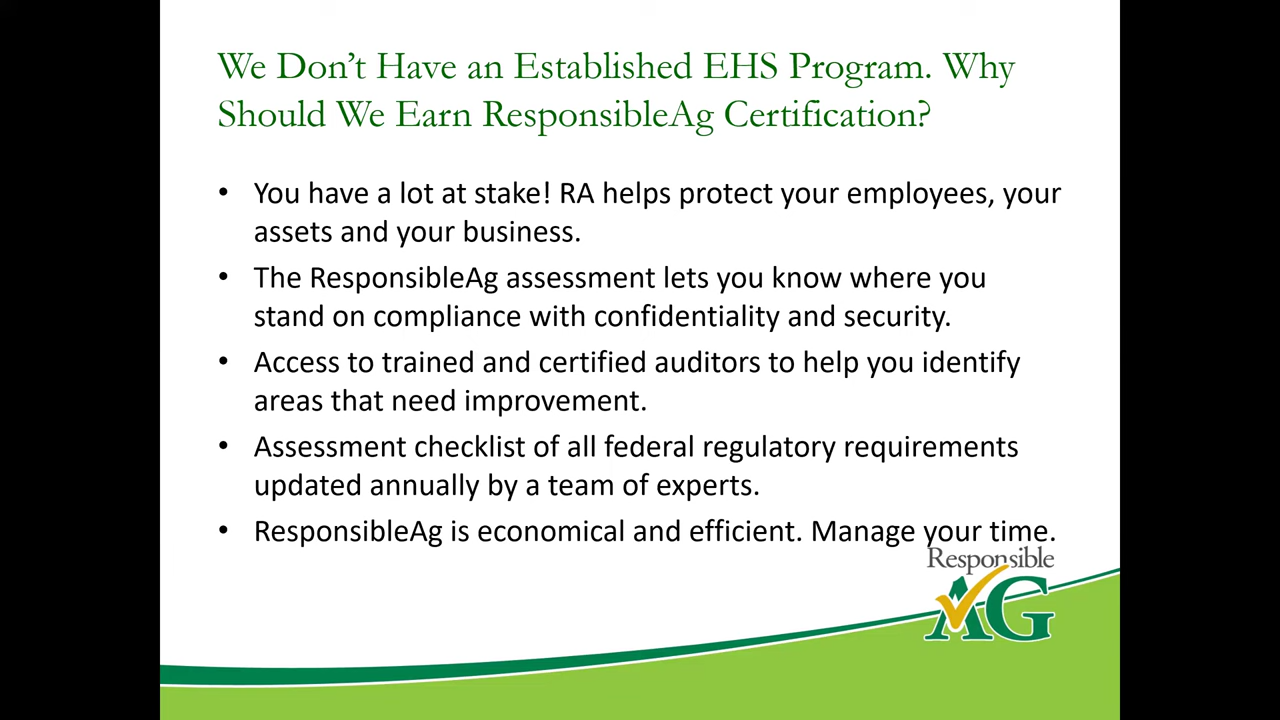 We Don’t Have an Established EHS Program. Why
Should We Earn ResponsibleAg Certification?
• You have a lot at stake! RA helps protect your employees, your
assets and your business.
• The ResponsibleAg assessment lets you know where you
stand on compliance with confidentiality and security.
• Access to trained and certified auditors to help you identify
areas that need improvement.
• Assessment checklist of all federal regulatory requirements
updated annually by a team of experts.
• ResponsibleAg is economical and efficient. Manage your time.
Responsible
AG